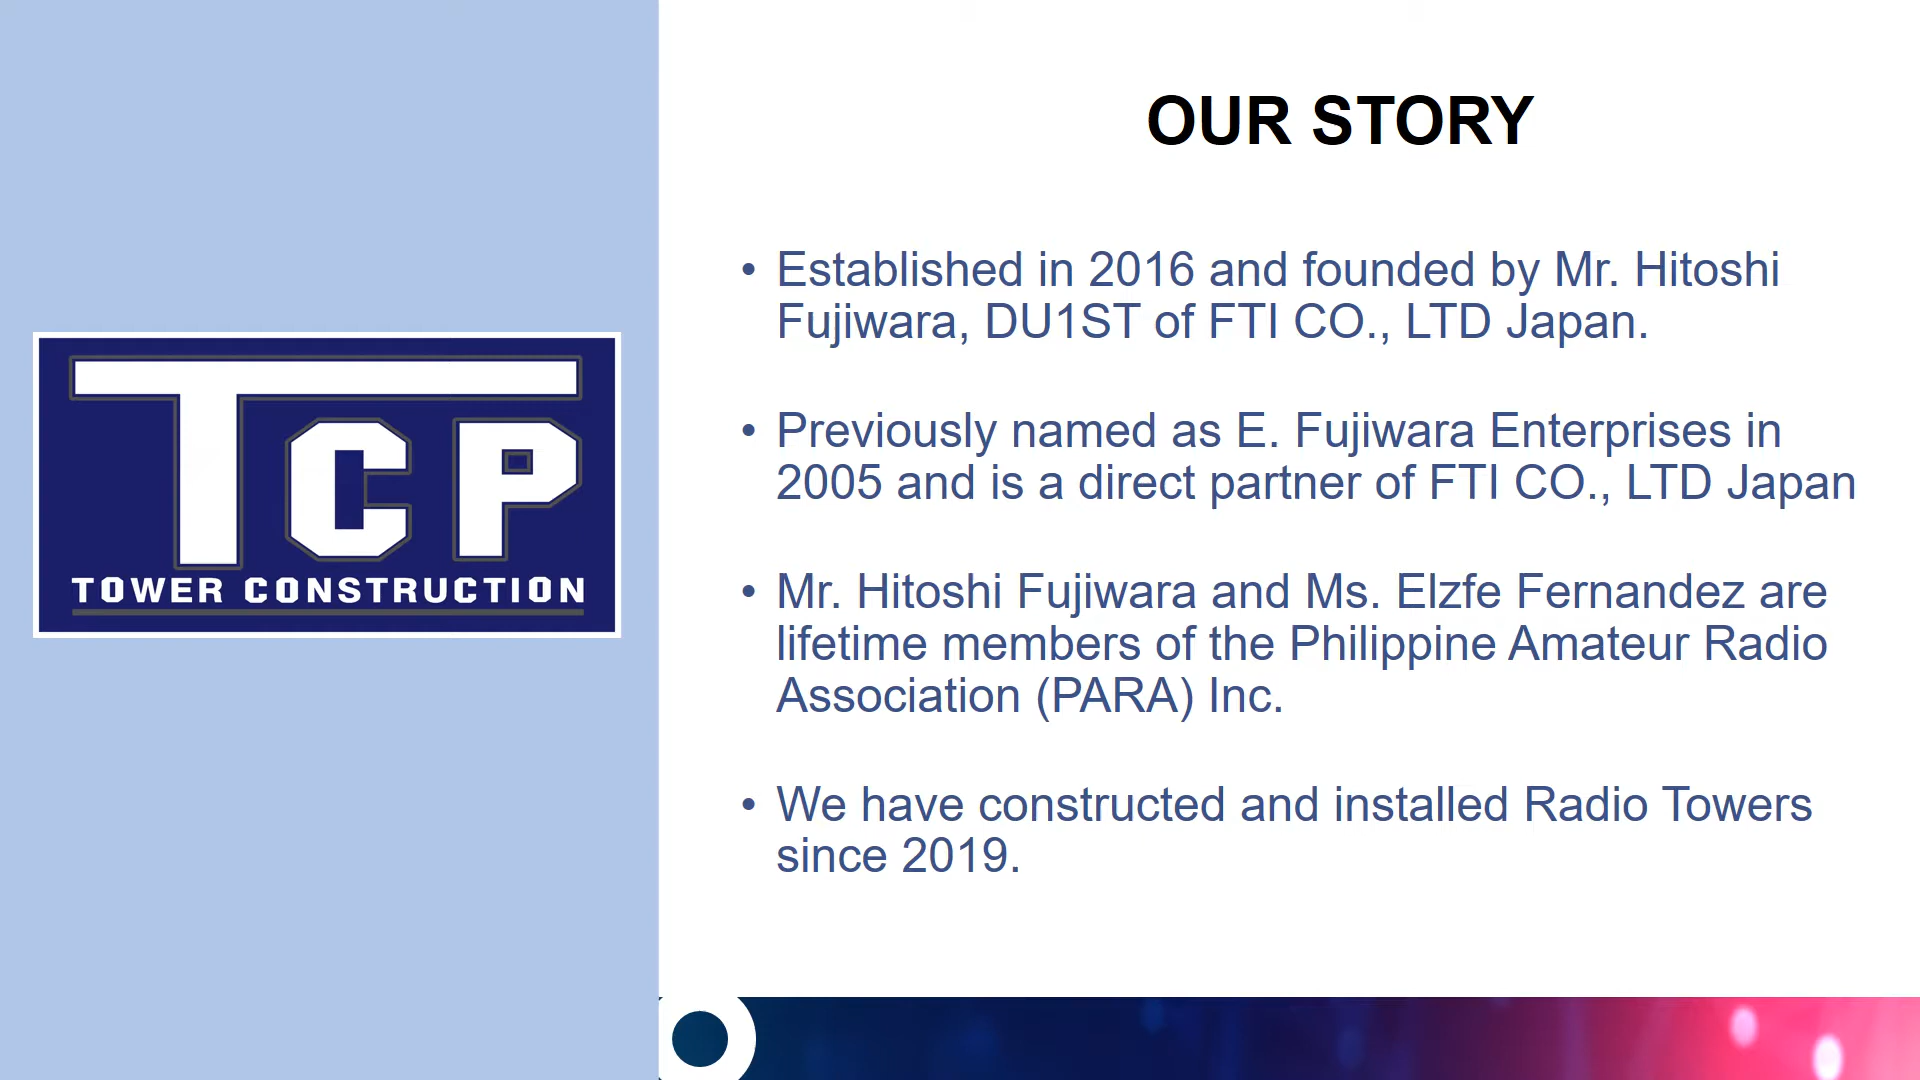 TCP
TOWER CONSTRUCTION
OUR STORY
• Established in 2016 and founded by Mr. Hitoshi
Fujiwara, DU1ST of FTI CO., LTD Japan.
• Previously named as E. Fujiwara Enterprises in
2005 and is a direct partner of FTI CO., LTD Japan
• Mr. Hitoshi Fujiwara and Ms. Elzfe Fernandez are
lifetime members of the Philippine Amateur Radio
Association (PARA) Inc.
• We have constructed and installed Radio Towers
since 2019.